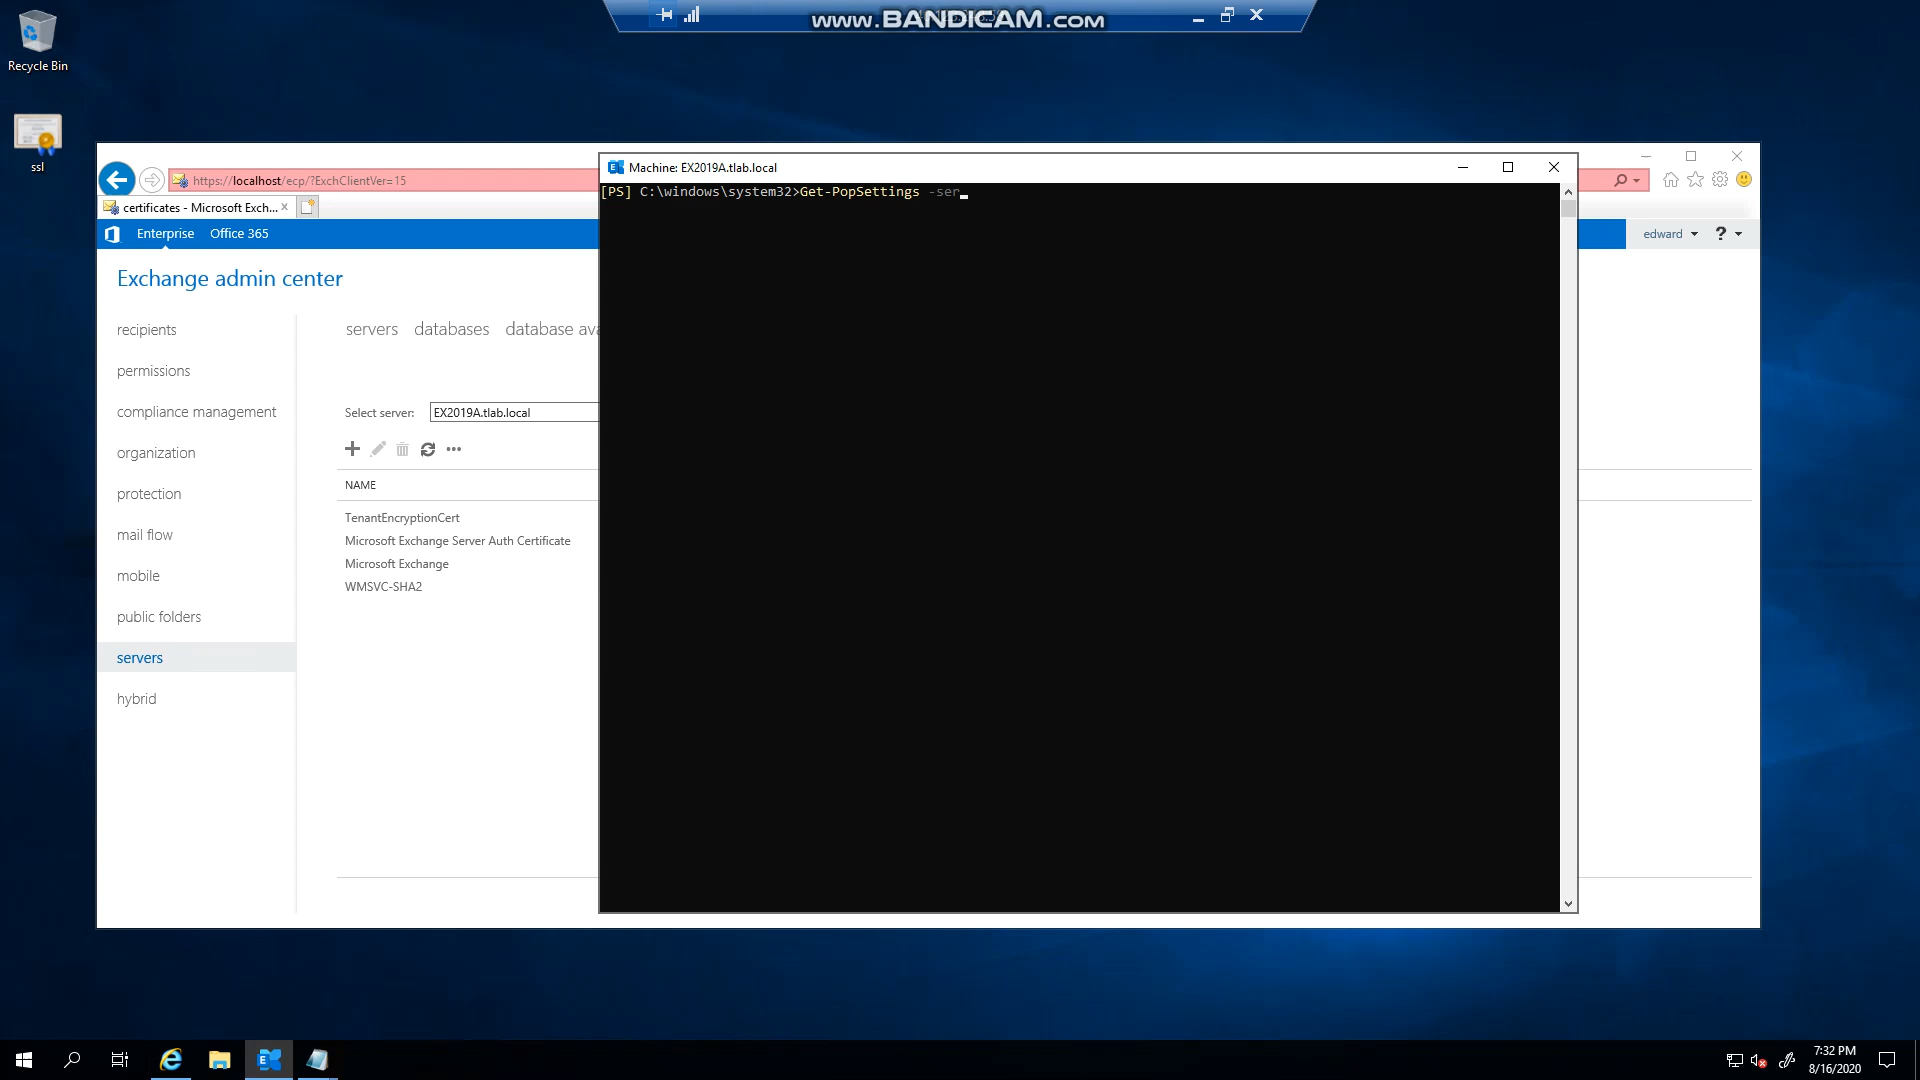 www.BANDICAM.com
Recycle Bin
ssl
Machine: EX2019A.tlab.local
[PS] C:\windows\system32>Get-PopSettings -ser
https://localhost/ecp/?ExchClientVer=15
certificates - Microsoft Exch...
Enterprise
Office 365
edward
?
Exchange admin center
recipients
permissions
compliance management
organization
protection
mail flow
mobile
public folders
servers
hybrid
servers
databases
database ava
Select server:
EX2019A.tlab.local
NAME
TenantEncryptionCert
Microsoft Exchange Server Auth Certificate
Microsoft Exchange
WMSVC-SHA2
7:32 PM
8/16/2020